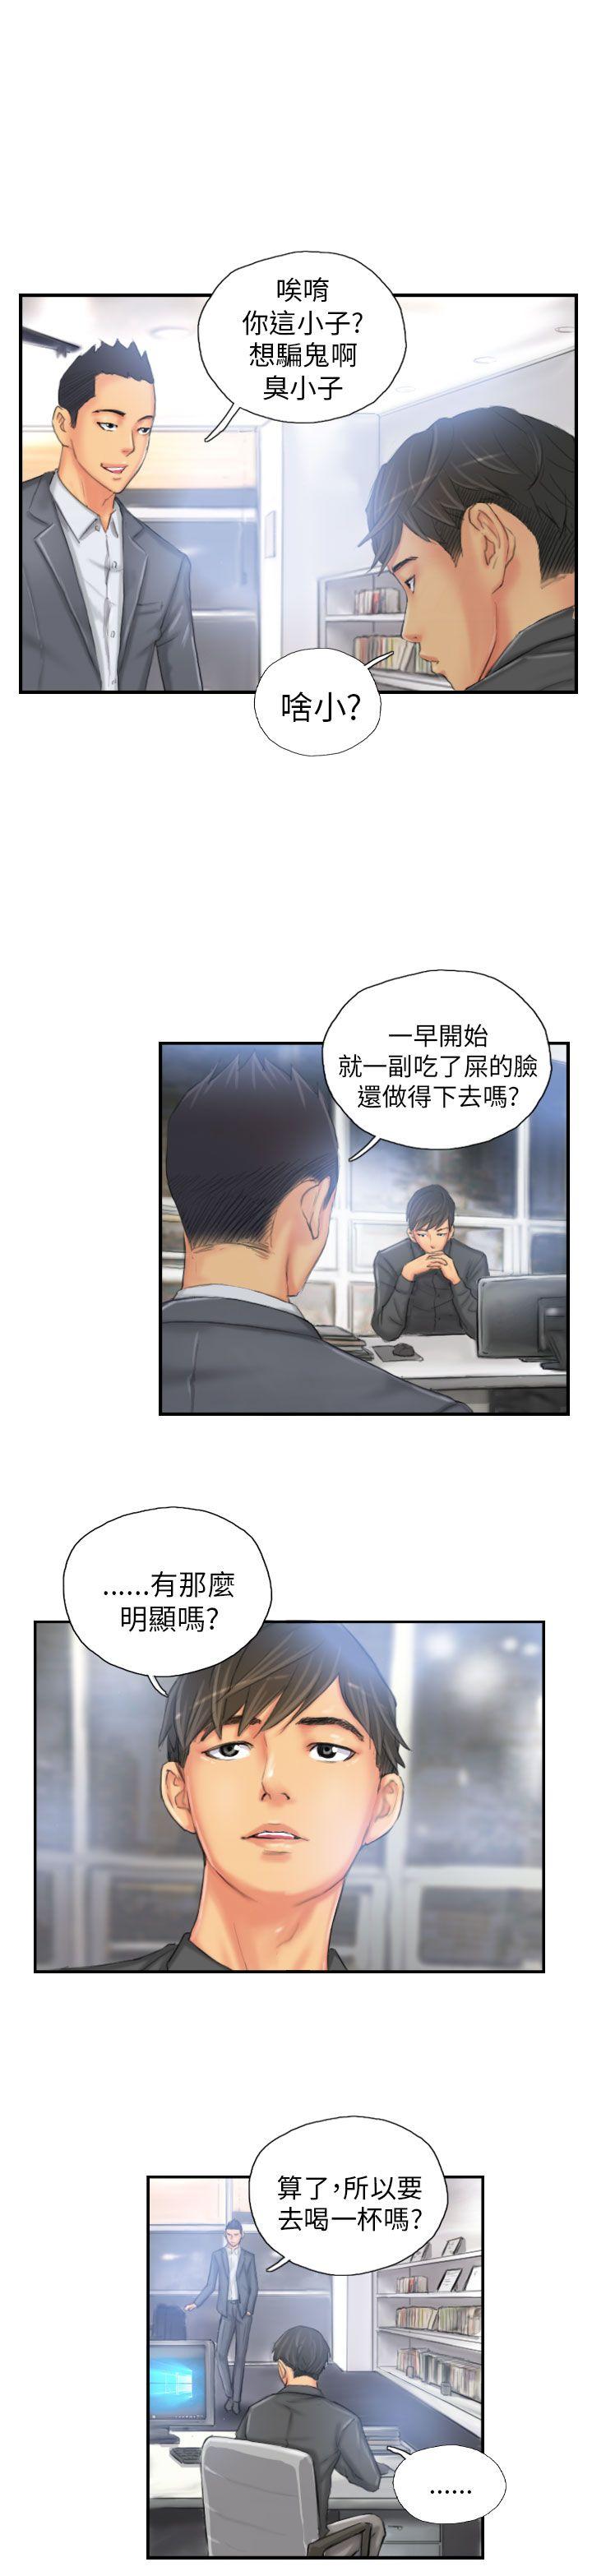 唉唷
你這小子?
想騙鬼啊
臭小子
啥小?
一早開始
就一副吃了屎的臉
還做得下去嗎?
......有那麼
明顯嗎?
算了,所以要
去喝一杯嗎?
......